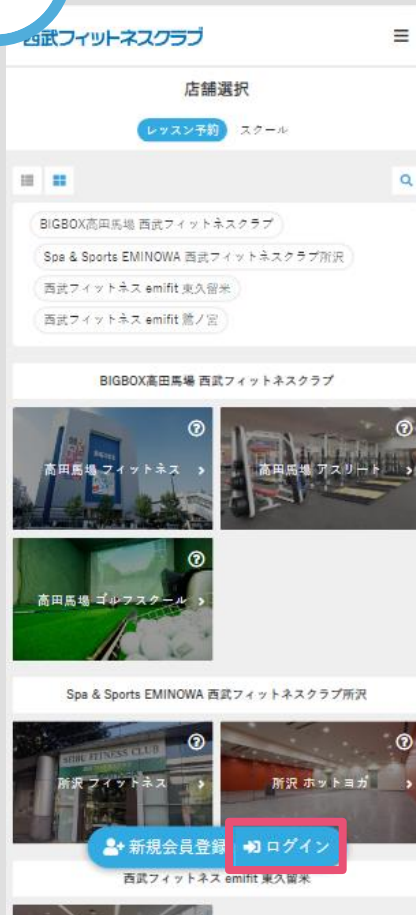 西武フィットネスクラブ
店舗選択
レッスン予約 スクール
BIGBOX高田馬場 西武フィットネスクラブ
Spa & Sports EMINOWA 西武フィットネスクラブ所沢
西武フィットネス emifit 東久留米
西武フィットネス emifit 鷺ノ宮
BIGBOX高田馬場 西武フィットネスクラブ
高田馬場 フィットネス
高田馬場 アスリート
高田馬場 ゴルフスクール
Spa & Sports EMINOWA 西武フィットネスクラブ所沢
SEIBU FITNESS CLUB
所沢 フィットネス
所沢 ホットヨガ
新規会員登録 ログイン
西武フィットネス emifit 東久留米